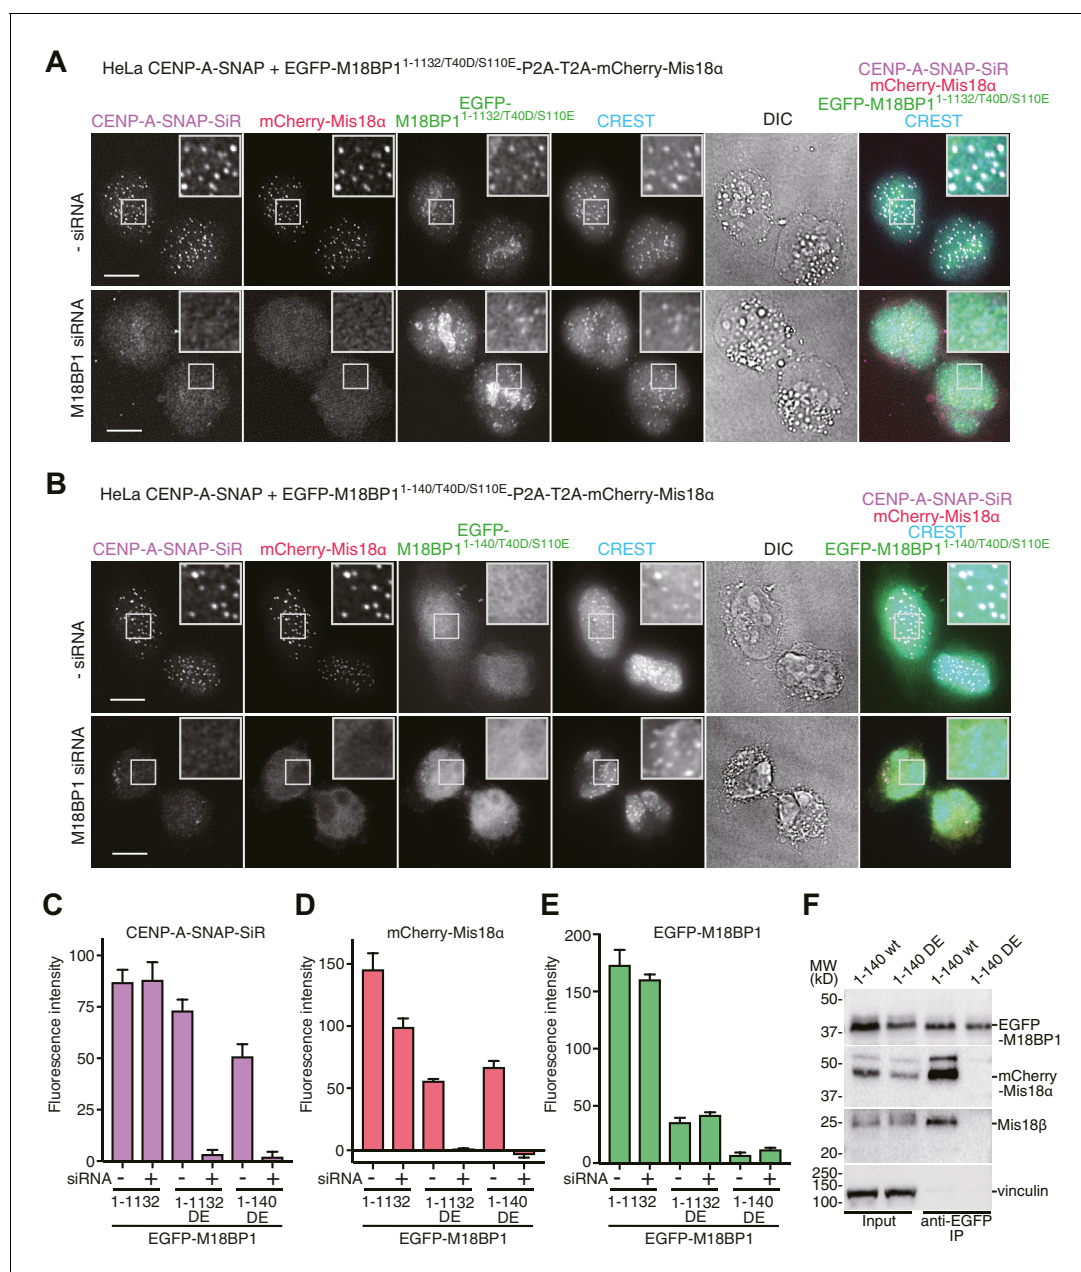 A
HeLa CENP-A-SNAP + EGFP-M18BP1^1-1132/T40D/S110E-P2A-T2A-mCherry-Mis18α
CENP-A-SNAP-SiR
mCherry-Mis18α
EGFP-
M18BP1^1-1132/T40D/S110E
CREST
DIC
CENP-A-SNAP-SiR
mCherry-Mis18α
EGFP-M18BP1^1-1132/T40D/S110E
CREST
- siRNA
M18BP1 siRNA
B
HeLa CENP-A-SNAP + EGFP-M18BP1^1-140/T40D/S110E-P2A-T2A-mCherry-Mis18α
CENP-A-SNAP-SiR
mCherry-Mis18α
EGFP-
M18BP1^1-140/T40D/S110E
CREST
DIC
CENP-A-SNAP-SiR
mCherry-Mis18α
CREST
EGFP-M18BP1^1-140/T40D/S110E
- siRNA
M18BP1 siRNA
C
CENP-A-SNAP-SiR
Fluorescence intensity
100
75
50
25
0
siRNA - + - + - +
1-1132 1-1132 1-140
DE DE
EGFP-M18BP1
D
mCherry-Mis18α
Fluorescence intensity
150
100
50
0
siRNA - + - + - +
1-1132 1-1132 1-140
DE DE
EGFP-M18BP1
E
EGFP-M18BP1
Fluorescence intensity
200
150
100
50
0
siRNA - + - + - +
1-1132 1-1132 1-140
DE DE
EGFP-M18BP1
F
MW
(kD)
1-140 wt
1-140 DE
1-140 wt
1-140 DE
50-
37-
EGFP
-M18BP1
50-
37-
mCherry
-Mis18α
25-
20-
Mis18β
250-
150-
100-
vinculin
Input anti-EGFP
IP